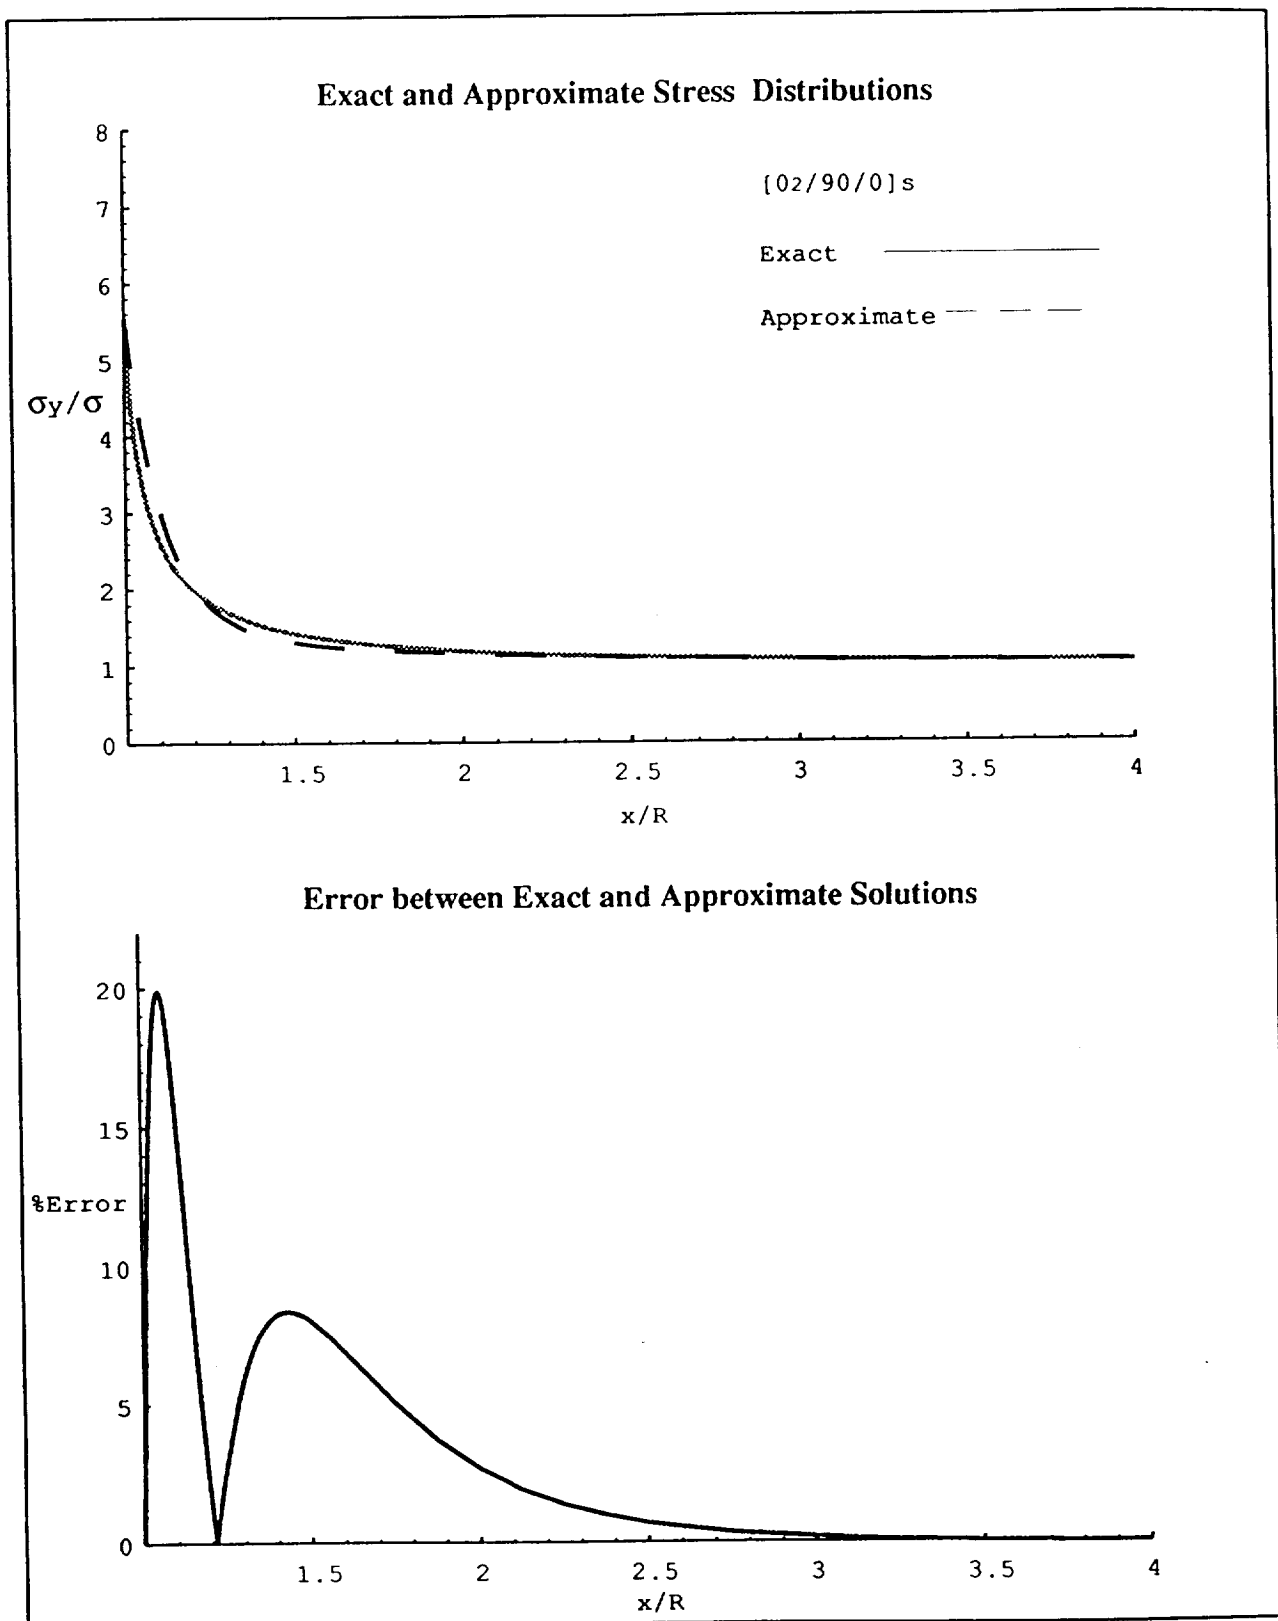 Exact and Approximate Stress Distributions
8
[02/90/0]s
7
Exact
6
Approximate
5
σy/σ
4
3
2
1
0
1.5 2 2.5 3 3.5 4
x/R
Error between Exact and Approximate Solutions
20
15
%Error
10
5
0
1.5 2 2.5 3 3.5 4
x/R